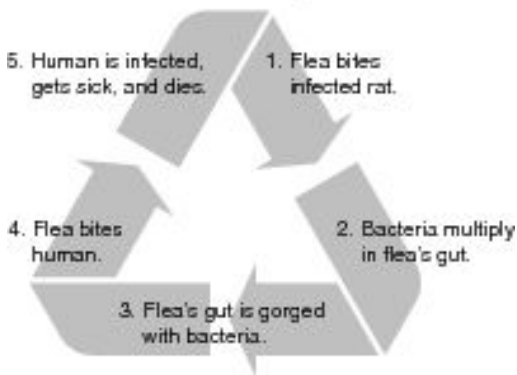 1. Flea bites
infected rat.
2. Bacteria multiply
in flea's gut.
3. Flea's gut is gorged
with bacteria.
4. Flea bites
human.
5. Human is infected,
gets sick, and dies.